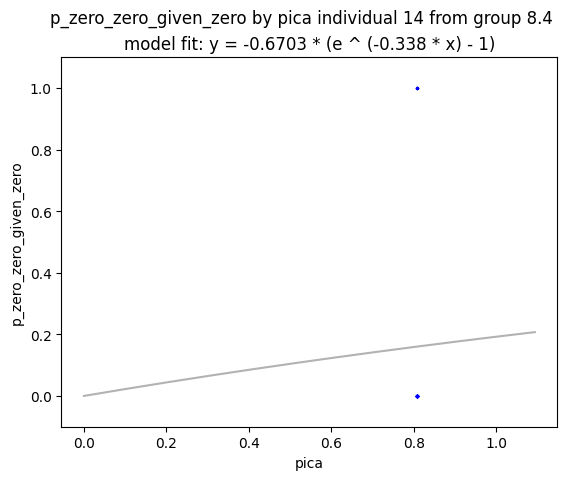 p_zero_zero_given_zero by pica individual 14 from group 8.4
model fit: y = -0.6703 * (e ^ (-0.338 * x) - 1)
1.0
0.8
0.6
0.4
0.2
0.0
p_zero_zero_given_zero
0.0 0.2 0.4 0.6 0.8 1.0
pica